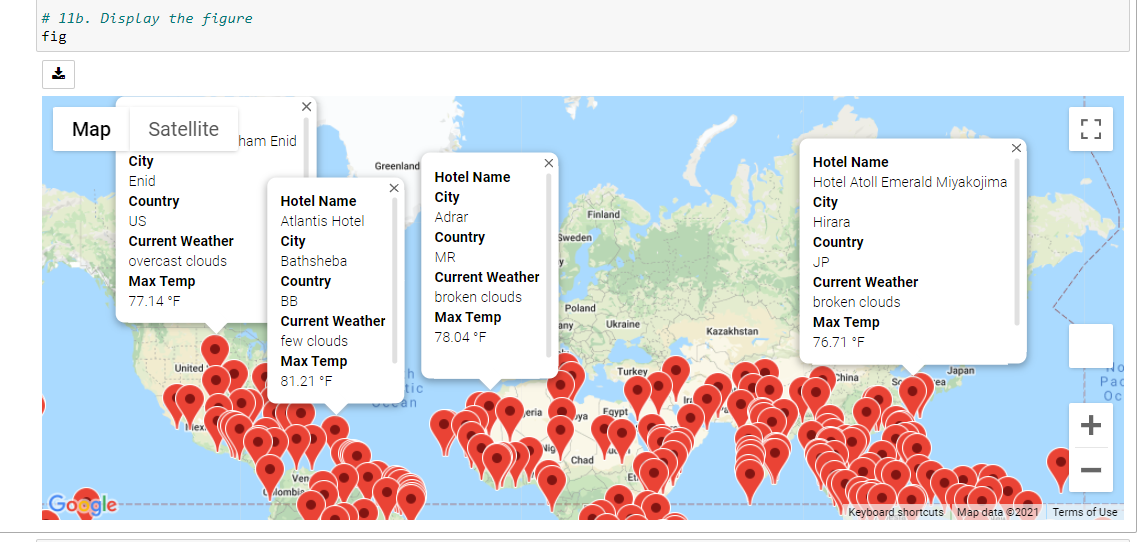 # 11b. Display the figure
fig
Map
Satellite
ham Enid
City
Enid
Country
US
Current Weather
overcast clouds
Max Temp
77.14 °F
Hotel Name
Atlantis Hotel
City
Bathsheba
Country
BB
Current Weather
few clouds
Max Temp
81.21 °F
Hotel Name
City
Adrar
Country
MR
Current Weather
broken clouds
Max Temp
78.04 °F
Hotel Name
Hotel Atoll Emerald Miyakojima
City
Hirara
Country
JP
Current Weather
broken clouds
Max Temp
76.71 °F
Greenland
Finland
Sweden
Poland
Ukraine
Kazakhstan
Turkey
United
China
Japan
Egypt
Chad
Ocean
Google
Keyboard shortcuts
Map data ©2021
Terms of Use